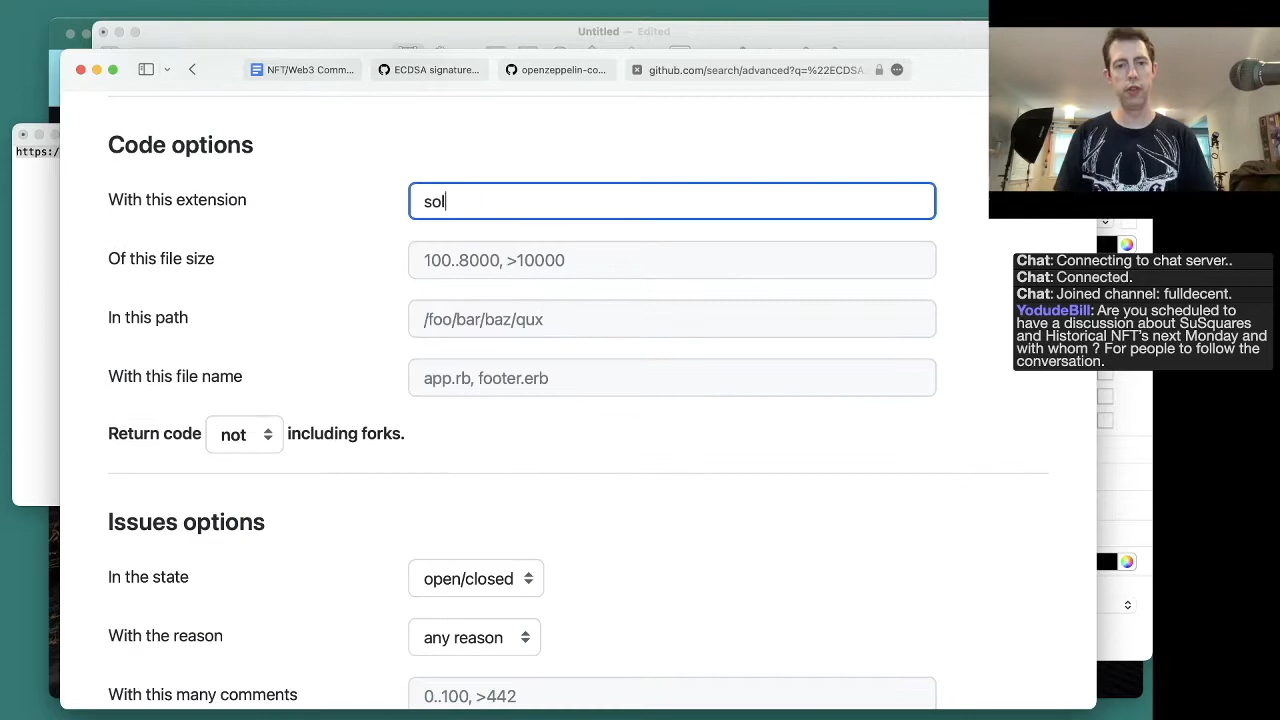 Untitled — Edited
NFT/Web3 Comm...
ECDSA signature...
openzeppelin-co...
github.com/search/advanced?q=%22ECDSA
https:/
Code options
With this extension
sol
Of this file size
100..8000, >10000
In this path
/foo/bar/baz/qux
With this file name
app.rb, footer.erb
Return code not including forks.
Issues options
In the state
open/closed
With the reason
any reason
With this many comments
0..100, >442
Chat: Connecting to chat server..
Chat: Connected.
Chat: Joined channel: fulldecent.
YodudeBill: Are you scheduled to
have a discussion about SuSquares
and Historical NFT's next Monday and
with whom ? For people to follow the
conversation.